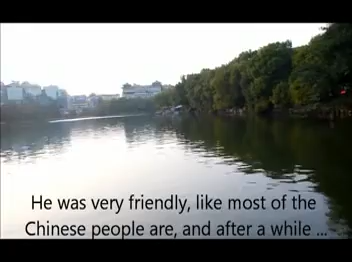 He was very friendly, like most of the
Chinese people are, and after a while ...